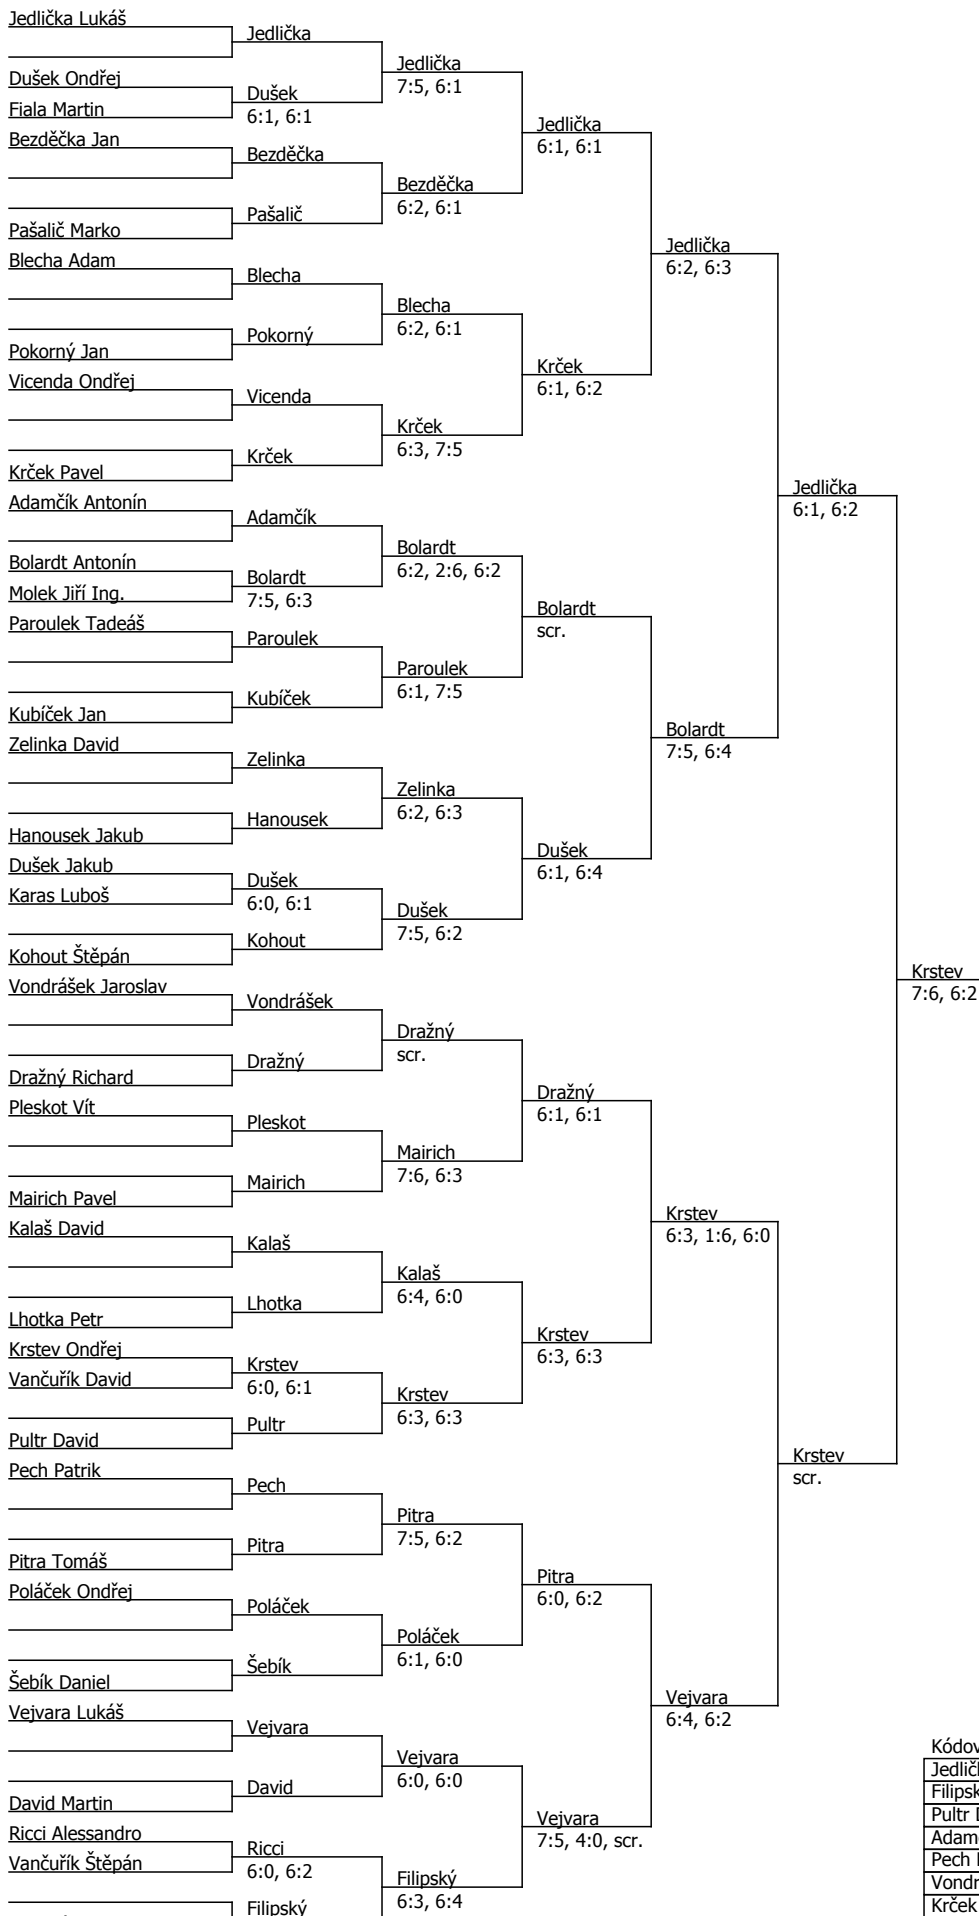 Jedlička Lukáš
Jedlička
Jedlička
7:5, 6:1
Dušek Ondřej
Dušek
6:1, 6:1
Fiala Martin
Jedlička
6:1, 6:1
Bezděčka Jan
Bezděčka
Bezděčka
6:2, 6:1
Pašalič
Pašalič Marko
Jedlička
6:2, 6:3
Blecha Adam
Blecha
Blecha
6:2, 6:1
Pokorný
Pokorný Jan
Krček
6:1, 6:2
Vicenda Ondřej
Vicenda
Krček
6:3, 7:5
Krček
Krček Pavel
Jedlička
6:1, 6:2
Adamčík Antonín
Adamčík
Bolardt
6:2, 2:6, 6:2
Bolardt Antonín
Bolardt
7:5, 6:3
Molek Jiří Ing.
Bolardt
scr.
Paroulek Tadeáš
Paroulek
Paroulek
6:1, 7:5
Kubíček
Kubíček Jan
Bolardt
7:5, 6:4
Zelinka David
Zelinka
Zelinka
6:2, 6:3
Hanousek
Hanousek Jakub
Dušek
6:1, 6:4
Dušek Jakub
Dušek
6:0, 6:1
Karas Luboš
Dušek
7:5, 6:2
Kohout
Kohout Štěpán
Krstev
7:6, 6:2
Vondrášek Jaroslav
Vondrášek
Dražný
scr.
Dražný
Dražný Richard
Dražný
6:1, 6:1
Pleskot Vít
Pleskot
Mairich
7:6, 6:3
Mairich
Mairich Pavel
Krstev
6:3, 1:6, 6:0
Kalaš David
Kalaš
Kalaš
6:4, 6:0
Lhotka
Lhotka Petr
Krstev
6:3, 6:3
Krstev Ondřej
Krstev
6:0, 6:1
Vančuřík David
Krstev
6:3, 6:3
Pultr
Pultr David
Krstev
scr.
Pech Patrik
Pech
Pitra
7:5, 6:2
Pitra
Pitra Tomáš
Pitra
6:0, 6:2
Poláček Ondřej
Poláček
Poláček
6:1, 6:0
Šebík
Šebík Daniel
Vejvara
6:4, 6:2
Vejvara Lukáš
Vejvara
Vejvara
6:0, 6:0
David
David Martin
Vejvara
7:5, 4:0, scr.
Ricci Alessandro
Ricci
6:0, 6:2
Vančuřík Štěpán
Filipský
6:3, 6:4
Filipský
Kódov
Jedlič
Filipsk
Pultr
Adam
Pech
Vondr
Krček